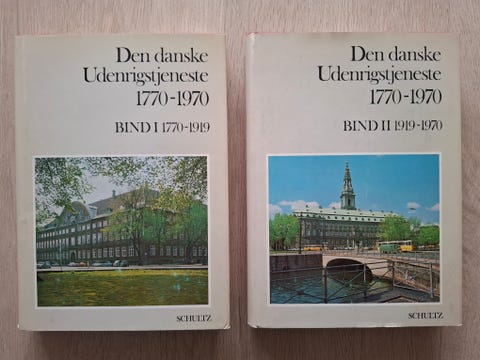 Den danske
Udenrigstjeneste
1770-1970
BIND I 1770-1919
SCHULTZ
Den danske
Udenrigstjeneste
1770-1970
BIND II 1919-1970
SCHULTZ